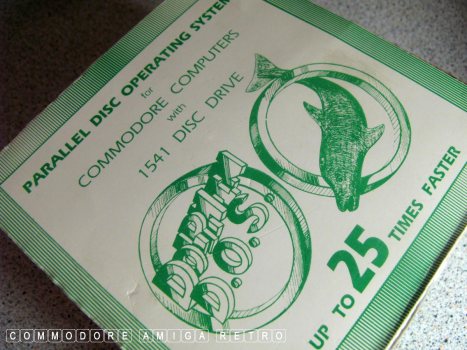 PARALLEL DISC OPERATING SYSTEM
for
COMMODORE COMPUTERS
with
1541 DISC DRIVE
DOLPHIN
D.O.S.
UP TO 25 TIMES FASTER
COMMODORE AMIGA RETRO